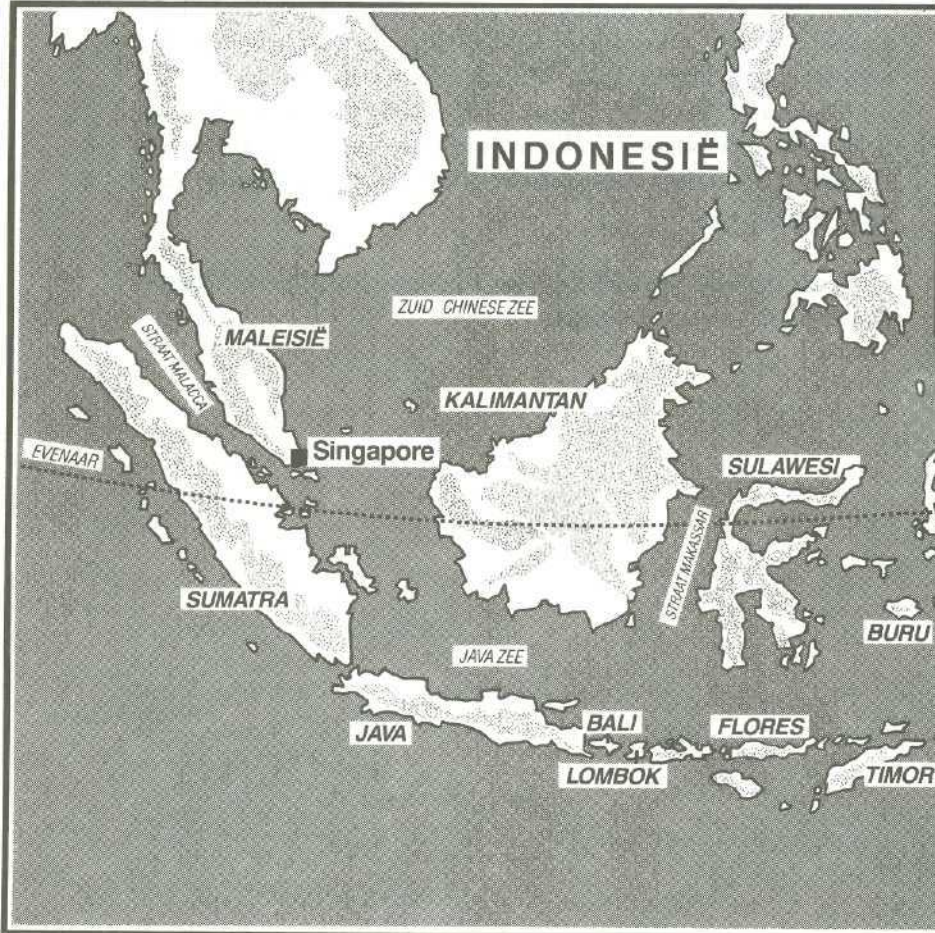 INDONESIË
ZUID CHINESE ZEE
MALEISIË
STRAAT MALACCA
KALIMANTAN
Singapore
EVENAAR
SULAWESI
STRAAT MAKASSAR
SUMATRA
BURU
JAVA ZEE
JAVA
BALI
FLORES
LOMBOK
TIMOR